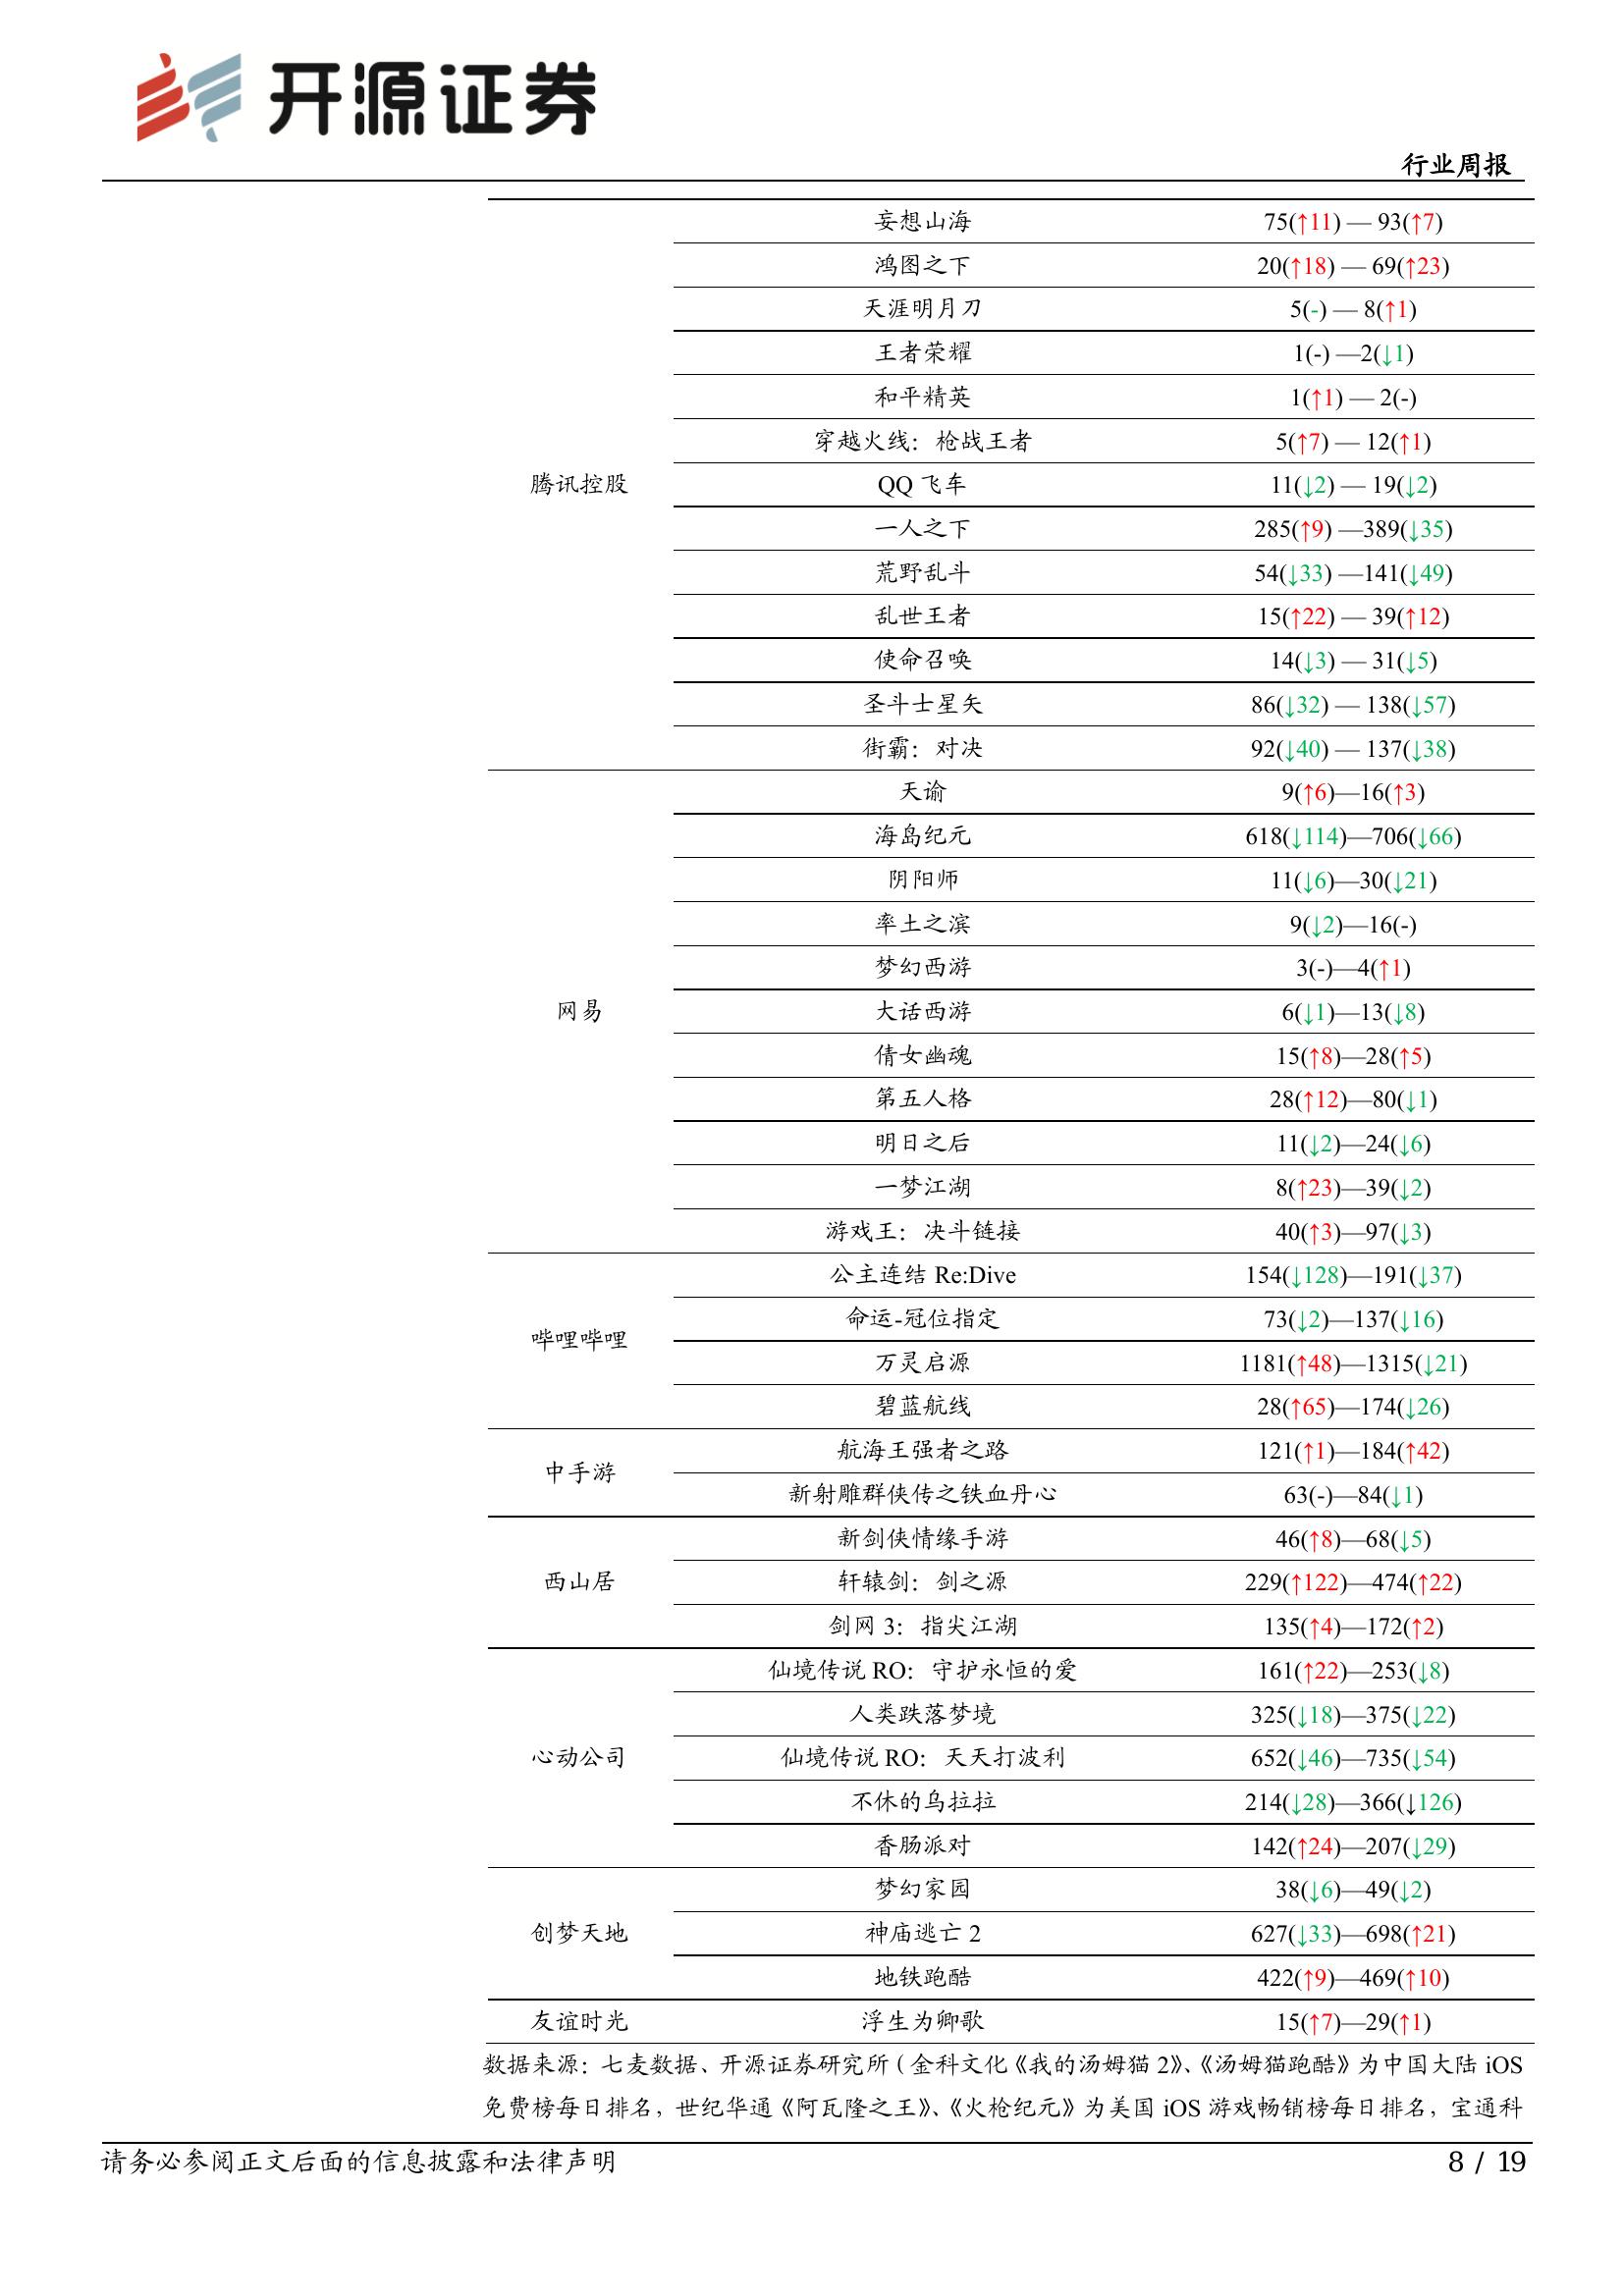 开源证券
行业周报
妄想山海 75(↑11) — 93(↑7)
鸿图之下 20(↑18) — 69(↑23)
天涯明月刀 5(-) — 8(↑1)
王者荣耀 1(-) —2(↓1)
和平精英 1(↑1) — 2(-)
穿越火线：枪战王者 5(↑7) — 12(↑1)
腾讯控股 QQ 飞车 11(↓2) — 19(↓2)
一人之下 285(↑9) —389(↓35)
荒野乱斗 54(↓33) —141(↓49)
乱世王者 15(↑22) — 39(↑12)
使命召唤 14(↓3) — 31(↓5)
圣斗士星矢 86(↓32) — 138(↓57)
街霸：对决 92(↓40) — 137(↓38)
天谕 9(↑6)—16(↑3)
海岛纪元 618(↓114)—706(↓66)
阴阳师 11(↓6)—30(↓21)
率土之滨 9(↓2)—16(-)
梦幻西游 3(-)—4(↑1)
网易 大话西游 6(↓1)—13(↓8)
倩女幽魂 15(↑8)—28(↑5)
第五人格 28(↑12)—80(↓1)
明日之后 11(↓2)—24(↓6)
一梦江湖 8(↑23)—39(↓2)
游戏王：决斗链接 40(↑3)—97(↓3)
公主连结 Re:Dive 154(↓128)—191(↓37)
命运-冠位指定 73(↓2)—137(↓16)
哔哩哔哩
万灵启源 1181(↑48)—1315(↓21)
碧蓝航线 28(↑65)—174(↓26)
航海王强者之路 121(↑1)—184(↑42)
中手游
新射雕群侠传之铁血丹心 63(-)—84(↓1)
新剑侠情缘手游 46(↑8)—68(↓5)
西山居 轩辕剑：剑之源 229(↑122)—474(↑22)
剑网 3：指尖江湖 135(↑4)—172(↑2)
仙境传说 RO：守护永恒的爱 161(↑22)—253(↓8)
人类跌落梦境 325(↓18)—375(↓22)
心动公司 仙境传说 RO：天天打波利 652(↓46)—735(↓54)
不休的乌拉拉 214(↓28)—366(↓126)
香肠派对 142(↑24)—207(↓29)
梦幻家园 38(↓6)—49(↓2)
创梦天地 神庙逃亡 2 627(↓33)—698(↑21)
地铁跑酷 422(↑9)—469(↑10)
友谊时光 浮生为卿歌 15(↑7)—29(↑1)
数据来源：七麦数据、开源证券研究所（金科文化《我的汤姆猫 2》、《汤姆猫跑酷》为中国大陆 iOS
免费榜每日排名，世纪华通《阿瓦隆之王》、《火枪纪元》为美国 iOS 游戏畅销榜每日排名，宝通科
请务必参阅正文后面的信息披露和法律声明
8 / 19